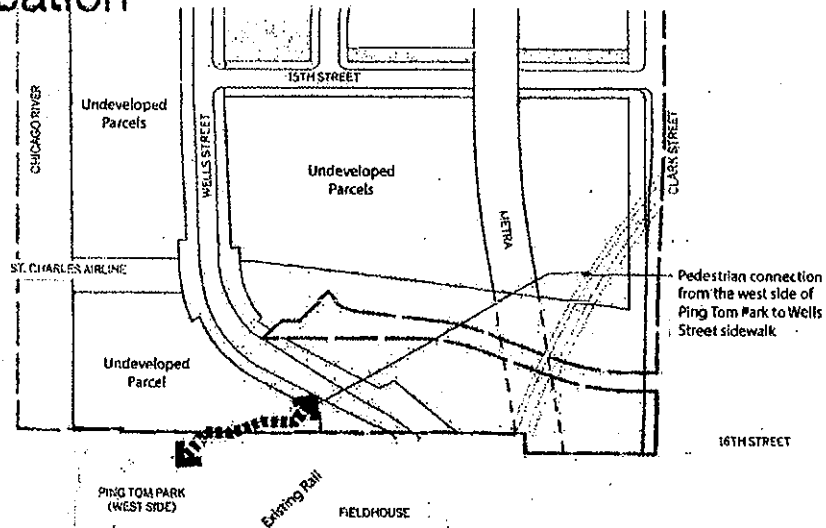 15TH STREET
CHICAGO RIVER
Undeveloped
Parcels
WELLS STREET
Undeveloped
Parcels
CLARK STREET
METRA
ST. CHARLES AIRLINE
Pedestrian connection
from the west side of
Ping Tom Park to Wells
Street sidewalk
Undeveloped
Parcel
16TH STREET
PING TOM PARK
(WEST SIDE)
Existing Rail
FIELDHOUSE